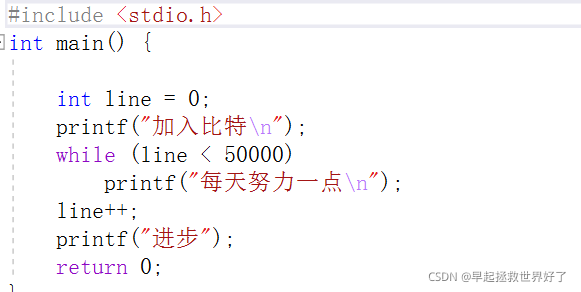 #include <stdio.h>
int main() {
int line = 0;
printf("加入比特\n");
while (line < 50000)
printf("每天努力一点\n");
line++;
printf("进步");
return 0;
}
CSDN @早起拯救世界好了